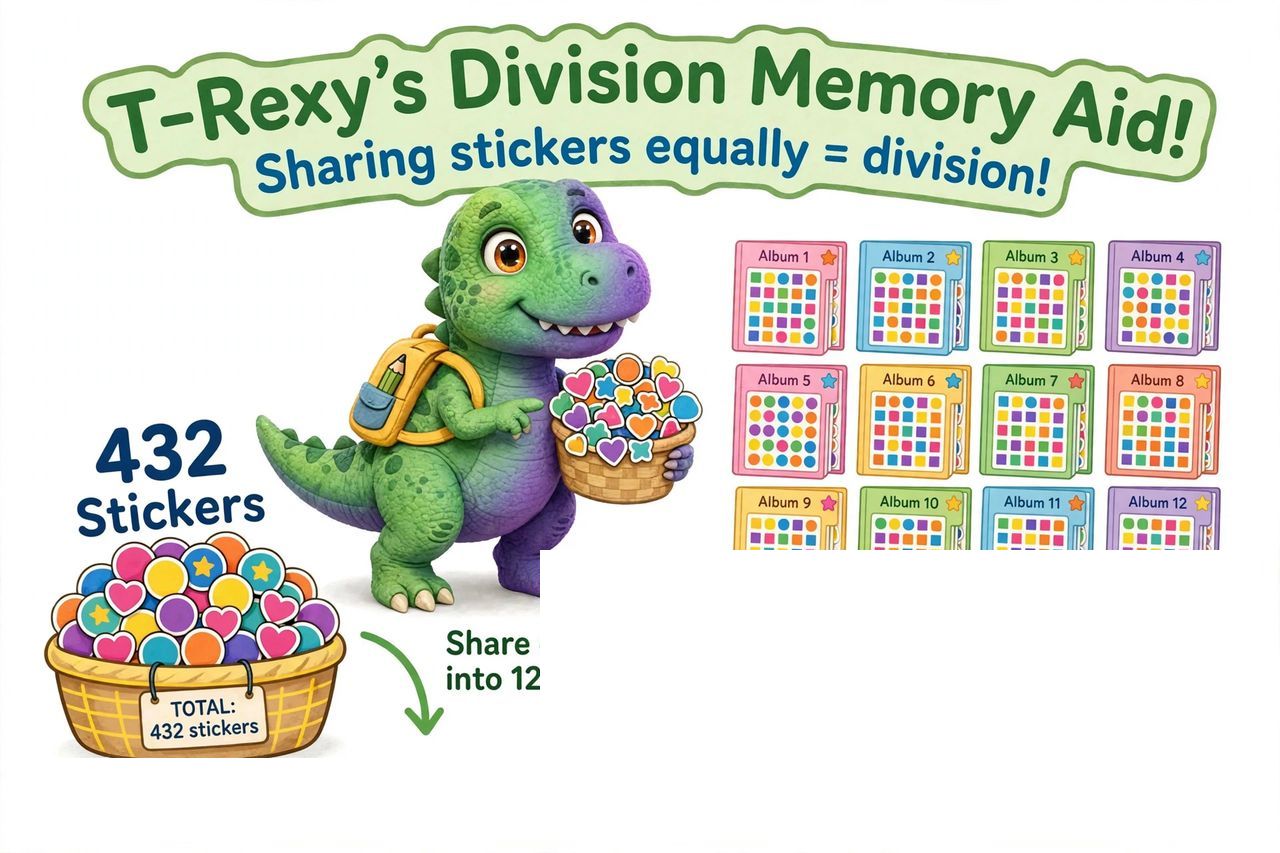 T-Rexy's Division Memory Aid!
Sharing stickers equally = division!
Album 1
Album 2
Album 3
Album 4
Album 5
Album 6
Album 7
Album 8
Album 9
Album 10
Album 11
Album 12
432
Stickers
TOTAL:
432 stickers
Share
into 12